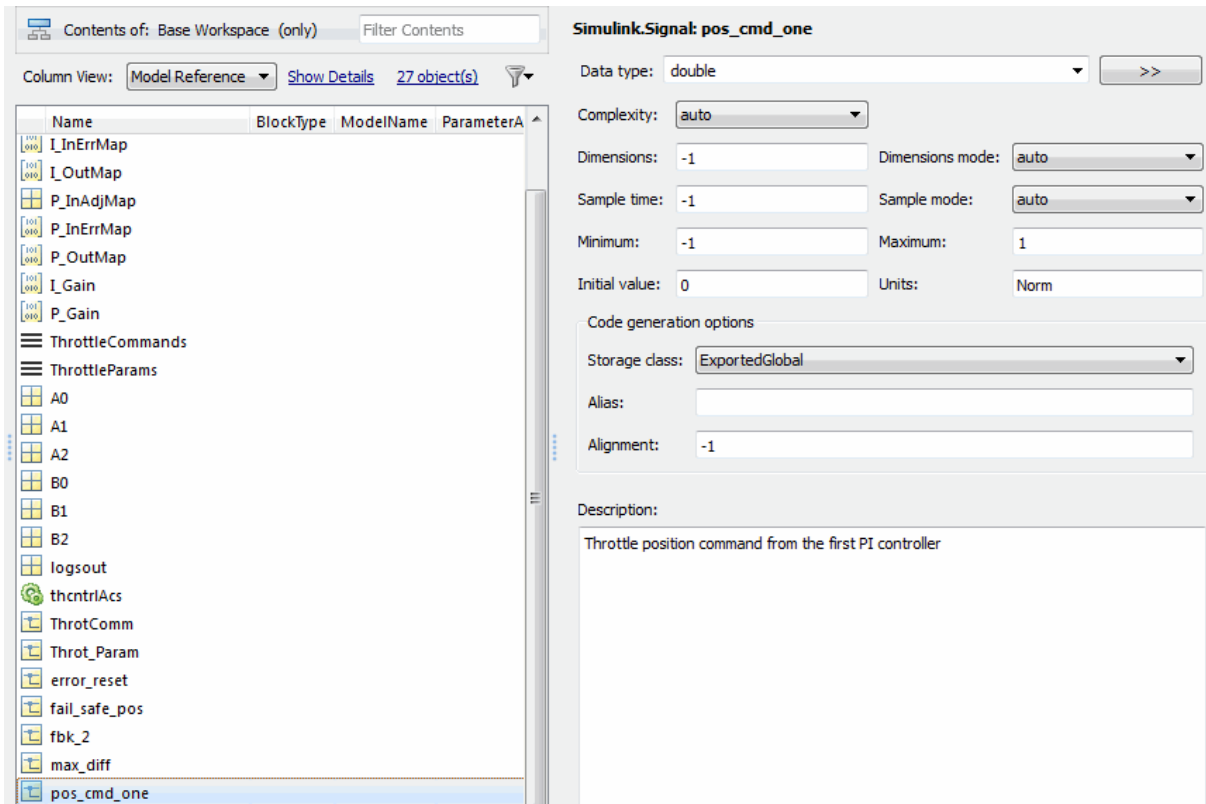 Contents of: Base Workspace (only) Filter Contents
Column View: Model Reference Show Details 27 object(s)
Name BlockType ModelName ParameterA
I_InErrMap
I_OutMap
P_InAdjMap
P_InErrMap
P_OutMap
I_Gain
P_Gain
ThrottleCommands
ThrottleParams
A0
A1
A2
B0
B1
B2
logsout
thcntrlAcs
ThrotComm
Throt_Param
error_reset
fail_safe_pos
fbk_2
max_diff
pos_cmd_one
Simulink.Signal: pos_cmd_one
Data type: double >>
Complexity: auto
Dimensions: -1 Dimensions mode: auto
Sample time: -1 Sample mode: auto
Minimum: -1 Maximum: 1
Initial value: 0 Units: Norm
Code generation options
Storage class: ExportedGlobal
Alias:
Alignment: -1
Description:
Throttle position command from the first PI controller